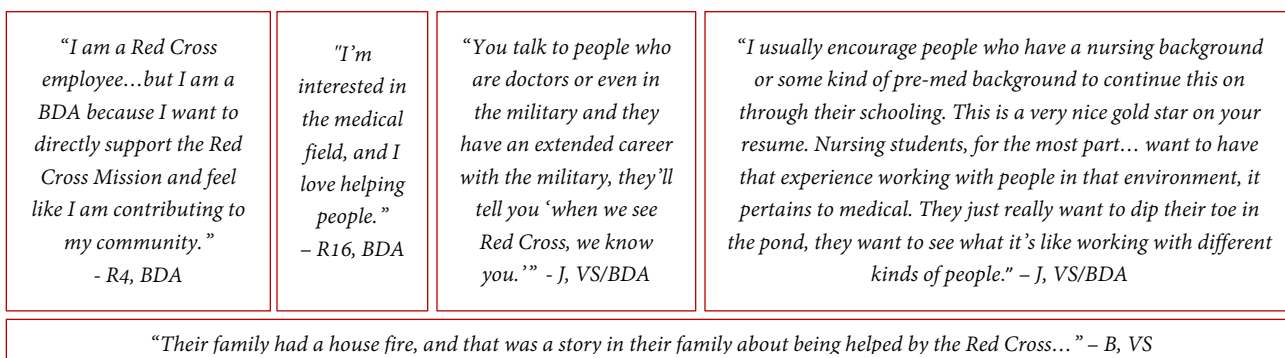 “I am a Red Cross
employee…but I am a
BDA because I want to
directly support the Red
Cross Mission and feel
like I am contributing to
my community.”
- R4, BDA
"I’m
interested in
the medical
field, and I
love helping
people.”
– R16, BDA
“You talk to people who
are doctors or even in
the military and they
have an extended career
with the military, they’ll
tell you ‘when we see
Red Cross, we know
you.’” - J, VS/BDA
“I usually encourage people who have a nursing background
or some kind of pre-med background to continue this on
through their schooling. This is a very nice gold star on your
resume. Nursing students, for the most part… want to have
that experience working with people in that environment, it
pertains to medical. They just really want to dip their toe in
the pond, they want to see what it’s like working with different
kinds of people.” – J, VS/BDA
“Their family had a house fire, and that was a story in their family about being helped by the Red Cross…” – B, VS